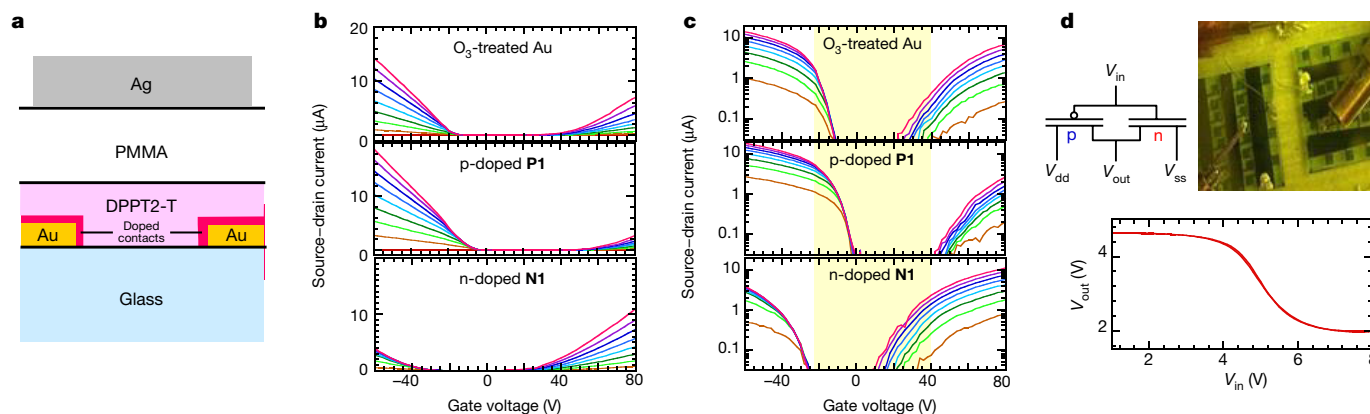 a
Ag
PMMA
DPPT2-T
Au
Doped
contacts
Au
Glass
b
Source–drain current (µA)
20
10
0
O3-treated Au
10
0
p-doped P1
10
0
n-doped N1
−40
0
40
80
Gate voltage (V)
c
Source–drain current (µA)
10
1
0.1
O3-treated Au
10
1
0.1
p-doped P1
10
1
0.1
n-doped N1
−40
0
40
80
Gate voltage (V)
d
Vin
p
n
Vdd
Vout
Vss
Vout (V)
4
2
2
4
6
8
Vin (V)